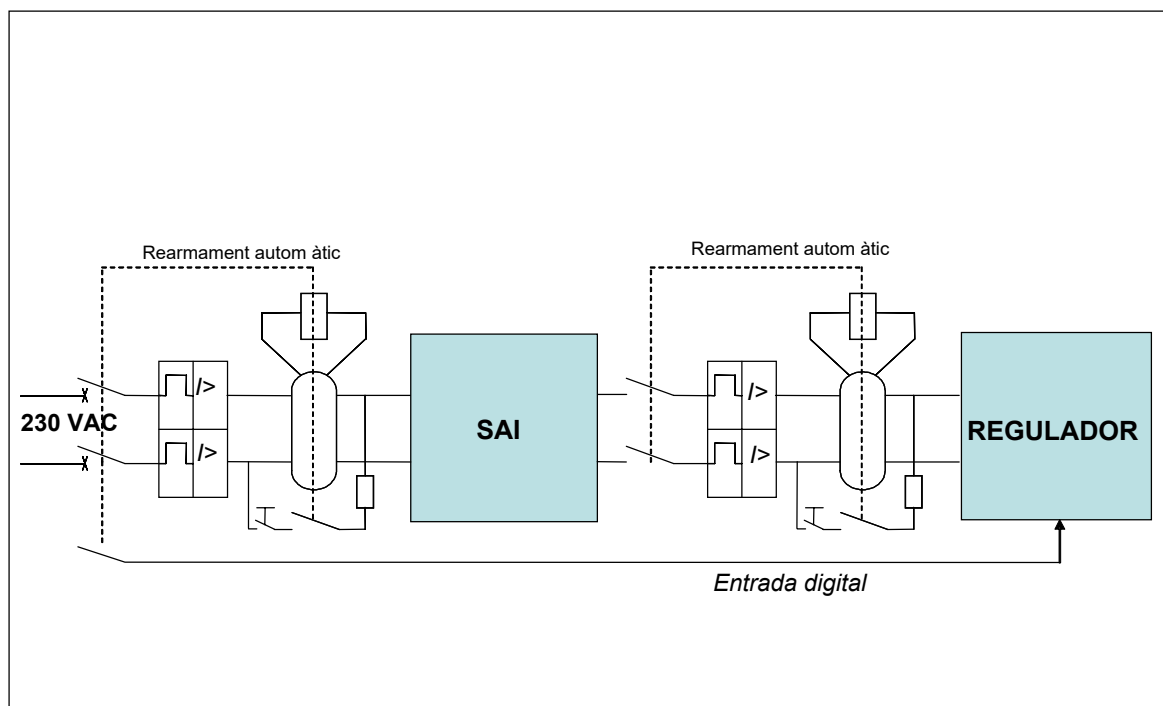 Rearmament autom àtic
Rearmament autom àtic
I>
I>
230 VAC
I>
I>
SAI
REGULADOR
Entrada digital